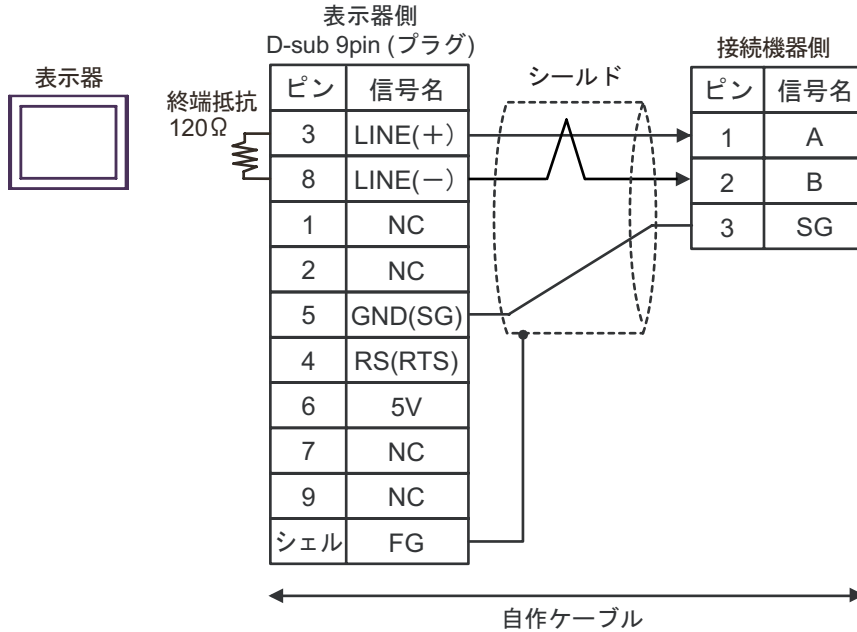 表示器
終端抵抗
120Ω
表示器側
D-sub 9pin (プラグ)
ピン 信号名
3 LINE(+)
8 LINE(−)
1 NC
2 NC
5 GND(SG)
4 RS(RTS)
6 5V
7 NC
9 NC
シェル FG
シールド
接続機器側
ピン 信号名
1 A
2 B
3 SG
自作ケーブル